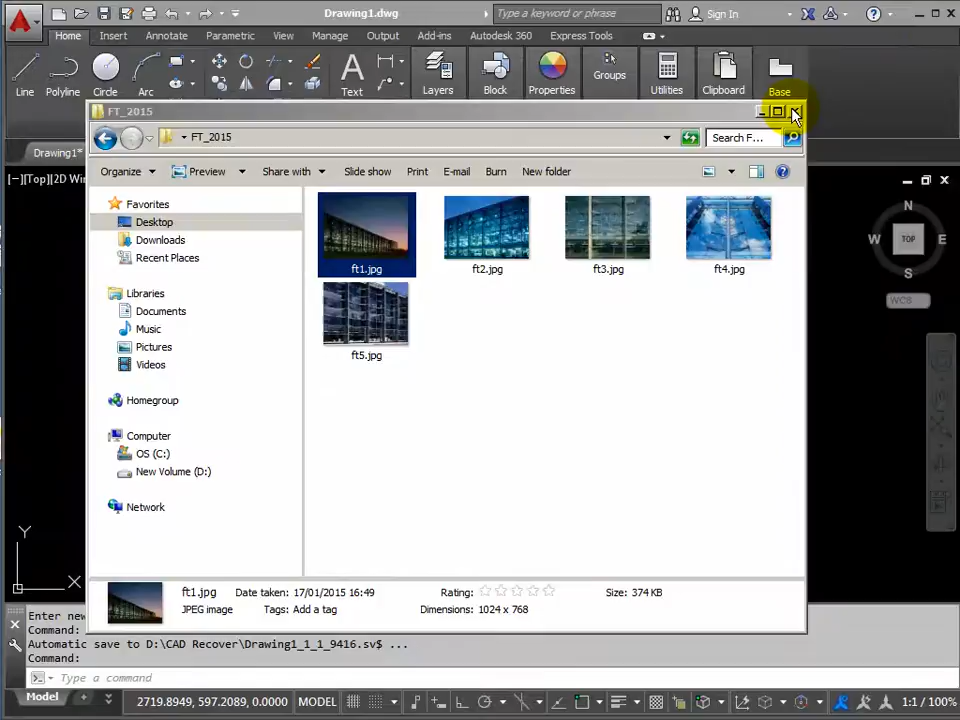 Drawing1.dwg
Type a keyword or phrase
Sign In
Home Insert Annotate Parametric View Manage Output Add-ins Autodesk 360 Express Tools
Line Polyline Circle Arc Text Layers Block Properties Groups Utilities Clipboard Base
FT_2015
FT_2015
Search F...
Organize Preview Share with Slide show Print E-mail Burn New folder
Drawing1*
[-][Top][2D Wi
Favorites
Desktop
Downloads
Recent Places
Libraries
Documents
Music
Pictures
Videos
Homegroup
Computer
OS (C:)
New Volume (D:)
Network
ft1.jpg ft2.jpg ft3.jpg ft4.jpg
ft5.jpg
N
W TOP E
S
WCS
Y
X
ft1.jpg Date taken: 17/01/2015 16:49 Rating: Size: 374 KB
JPEG image Tags: Add a tag Dimensions: 1024 x 768
Enter new
Command:
Automatic save to D:\CAD Recover\Drawing1_1_1_9416.sv$ ...
Command:
Type a command
Model
2719.8949, 597.2089, 0.0000 MODEL 1:1 / 100%